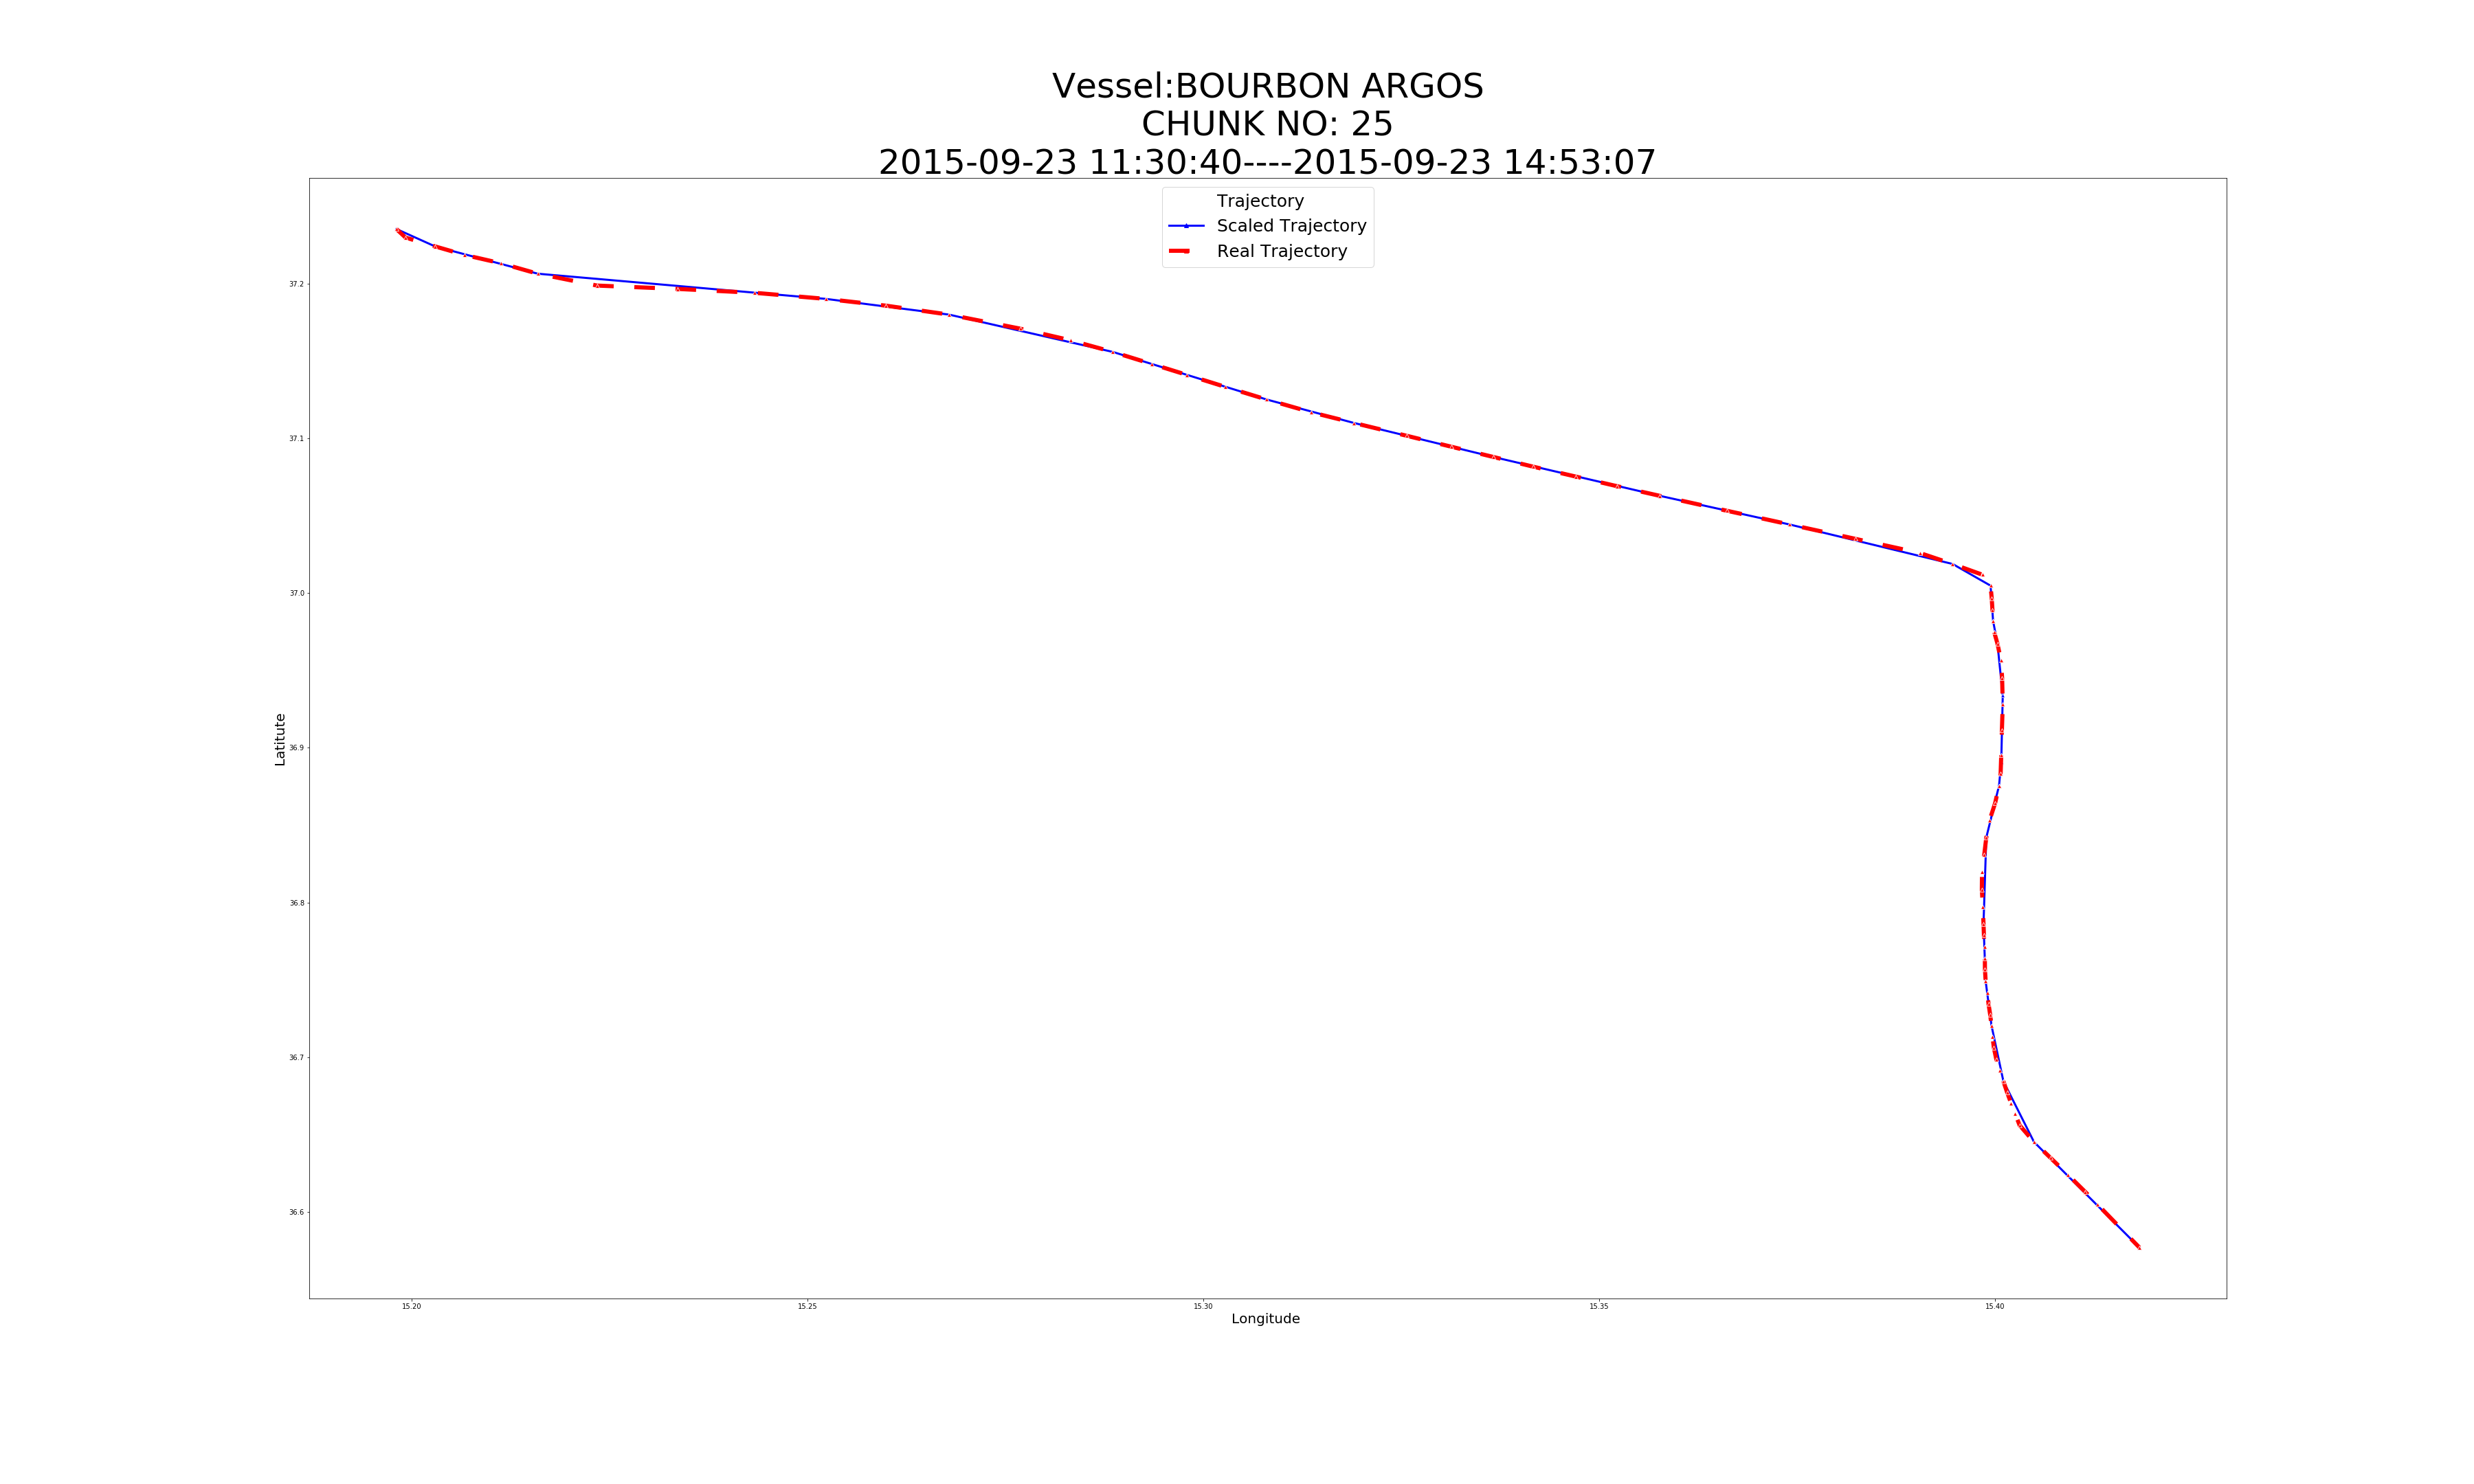 Vessel:BOURBON ARGOS
CHUNK NO: 25
2015-09-23 11:30:40----2015-09-23 14:53:07
Trajectory
Scaled Trajectory
Real Trajectory
37.2
37.1
37.0
36.9
36.8
36.7
36.6
Latitute
15.20
15.25
15.30
15.35
15.40
Longitude